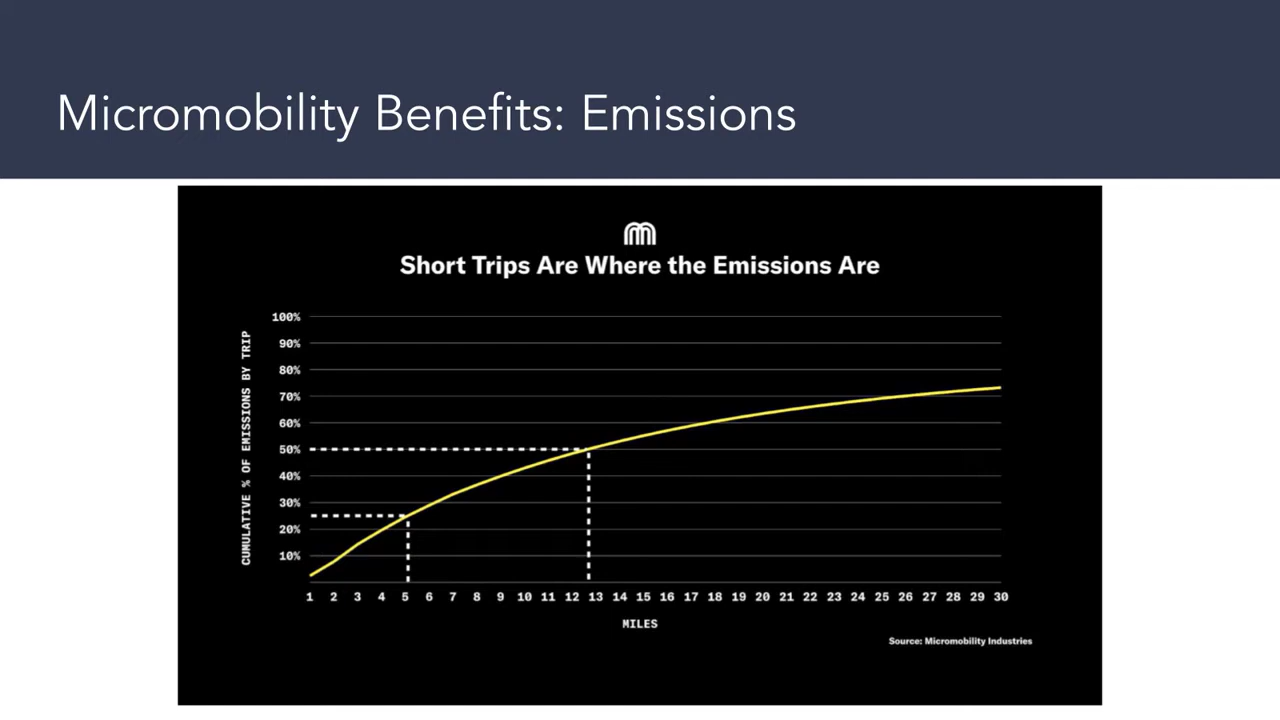 Micromobility Benefits: Emissions
Short Trips Are Where the Emissions Are
CUMULATIVE % OF EMISSIONS BY TRIP
100%
90%
80%
70%
60%
50%
40%
30%
20%
10%
1 2 3 4 5 6 7 8 9 10 11 12 13 14 15 16 17 18 19 20 21 22 23 24 25 26 27 28 29 30
MILES
Source: Micromobility Industries